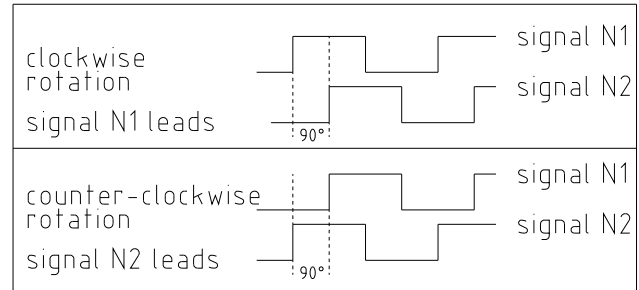 signal N1
clockwise
rotation
signal N2
signal N1 leads
90°
signal N1
counter-clockwise
rotation
signal N2
signal N2 leads
90°